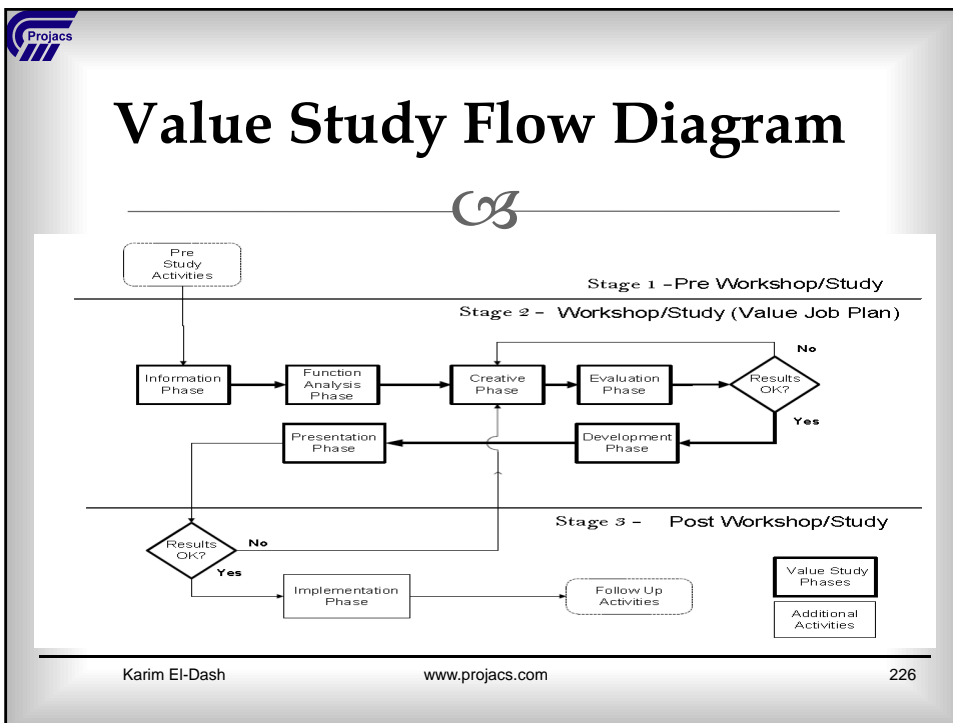 Projacs
Value Study Flow Diagram
Pre
Study
Activities
Stage 1 -Pre Workshop/Study
Stage 2 - Workshop/Study (Value Job Plan)
No
Information
Phase
Function
Analysis
Phase
Creative
Phase
Evaluation
Phase
Results
OK?
Yes
Presentation
Phase
Development
Phase
Stage 3 - Post Workshop/Study
Results
OK?
No
Yes
Implementation
Phase
Follow Up
Activities
Value Study
Phases
Additional
Activities
Karim El-Dash www.projacs.com 226